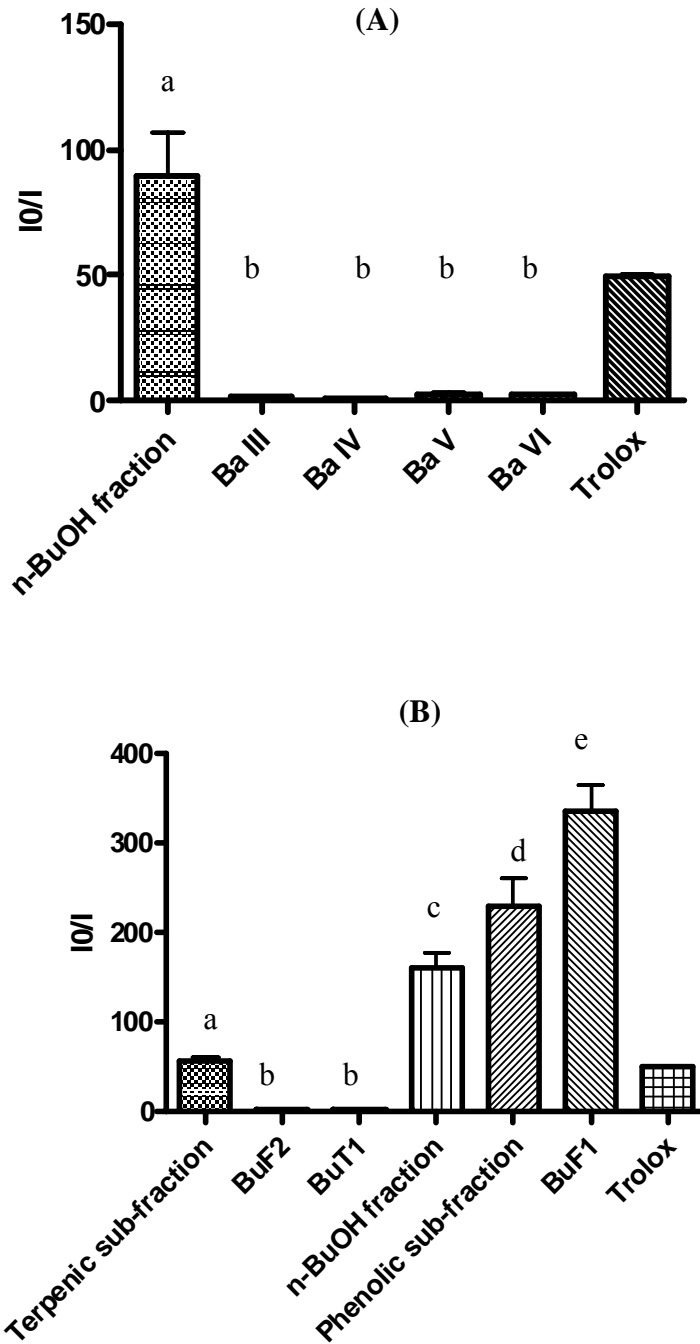 (A)
150
100
50
0
I0/I
a
b
b
b
b
n-BuOH fraction
Ba III
Ba IV
Ba V
Ba VI
Trolox
(B)
400
300
200
100
0
I0/I
a
b
b
c
d
e
Terpenic sub-fraction
BuF2
BuT1
n-BuOH fraction
Phenolic sub-fraction
BuF1
Trolox